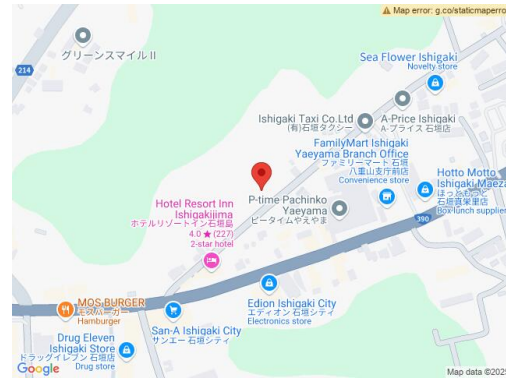 Map error: g.co/staticmaperro
グリーンスマイルⅡ
214
Sea Flower Ishigaki
Novelty store
Ishigaki Taxi Co.Ltd
(有)石垣タクシー
A-Price Ishigaki
A-プライス 石垣店
FamilyMart Ishigaki
Yaeyama Branch Office
ファミリーマート 石垣
八重山支庁前店
Convenience store
Hotto Motto
Ishigaki Maeza
ほっともっと
石垣真栄里店
Box lunch supplier
P-time Pachinko
Yaeyama
ピータイムやえやま
Hotel Resort Inn
Ishigakijima
ホテルリゾートイン石垣島
4.0 ★ (227)
2-star hotel
390
MOS BURGER
モスバーガー
Hamburger
San-A Ishigaki City
サンエー 石垣シティ
Edion Ishigaki City
エディオン 石垣シティ
Electronics store
Drug Eleven
Ishigaki Store
ドラッグイレブン 石垣店
Drug store
Google
Map data ©2025